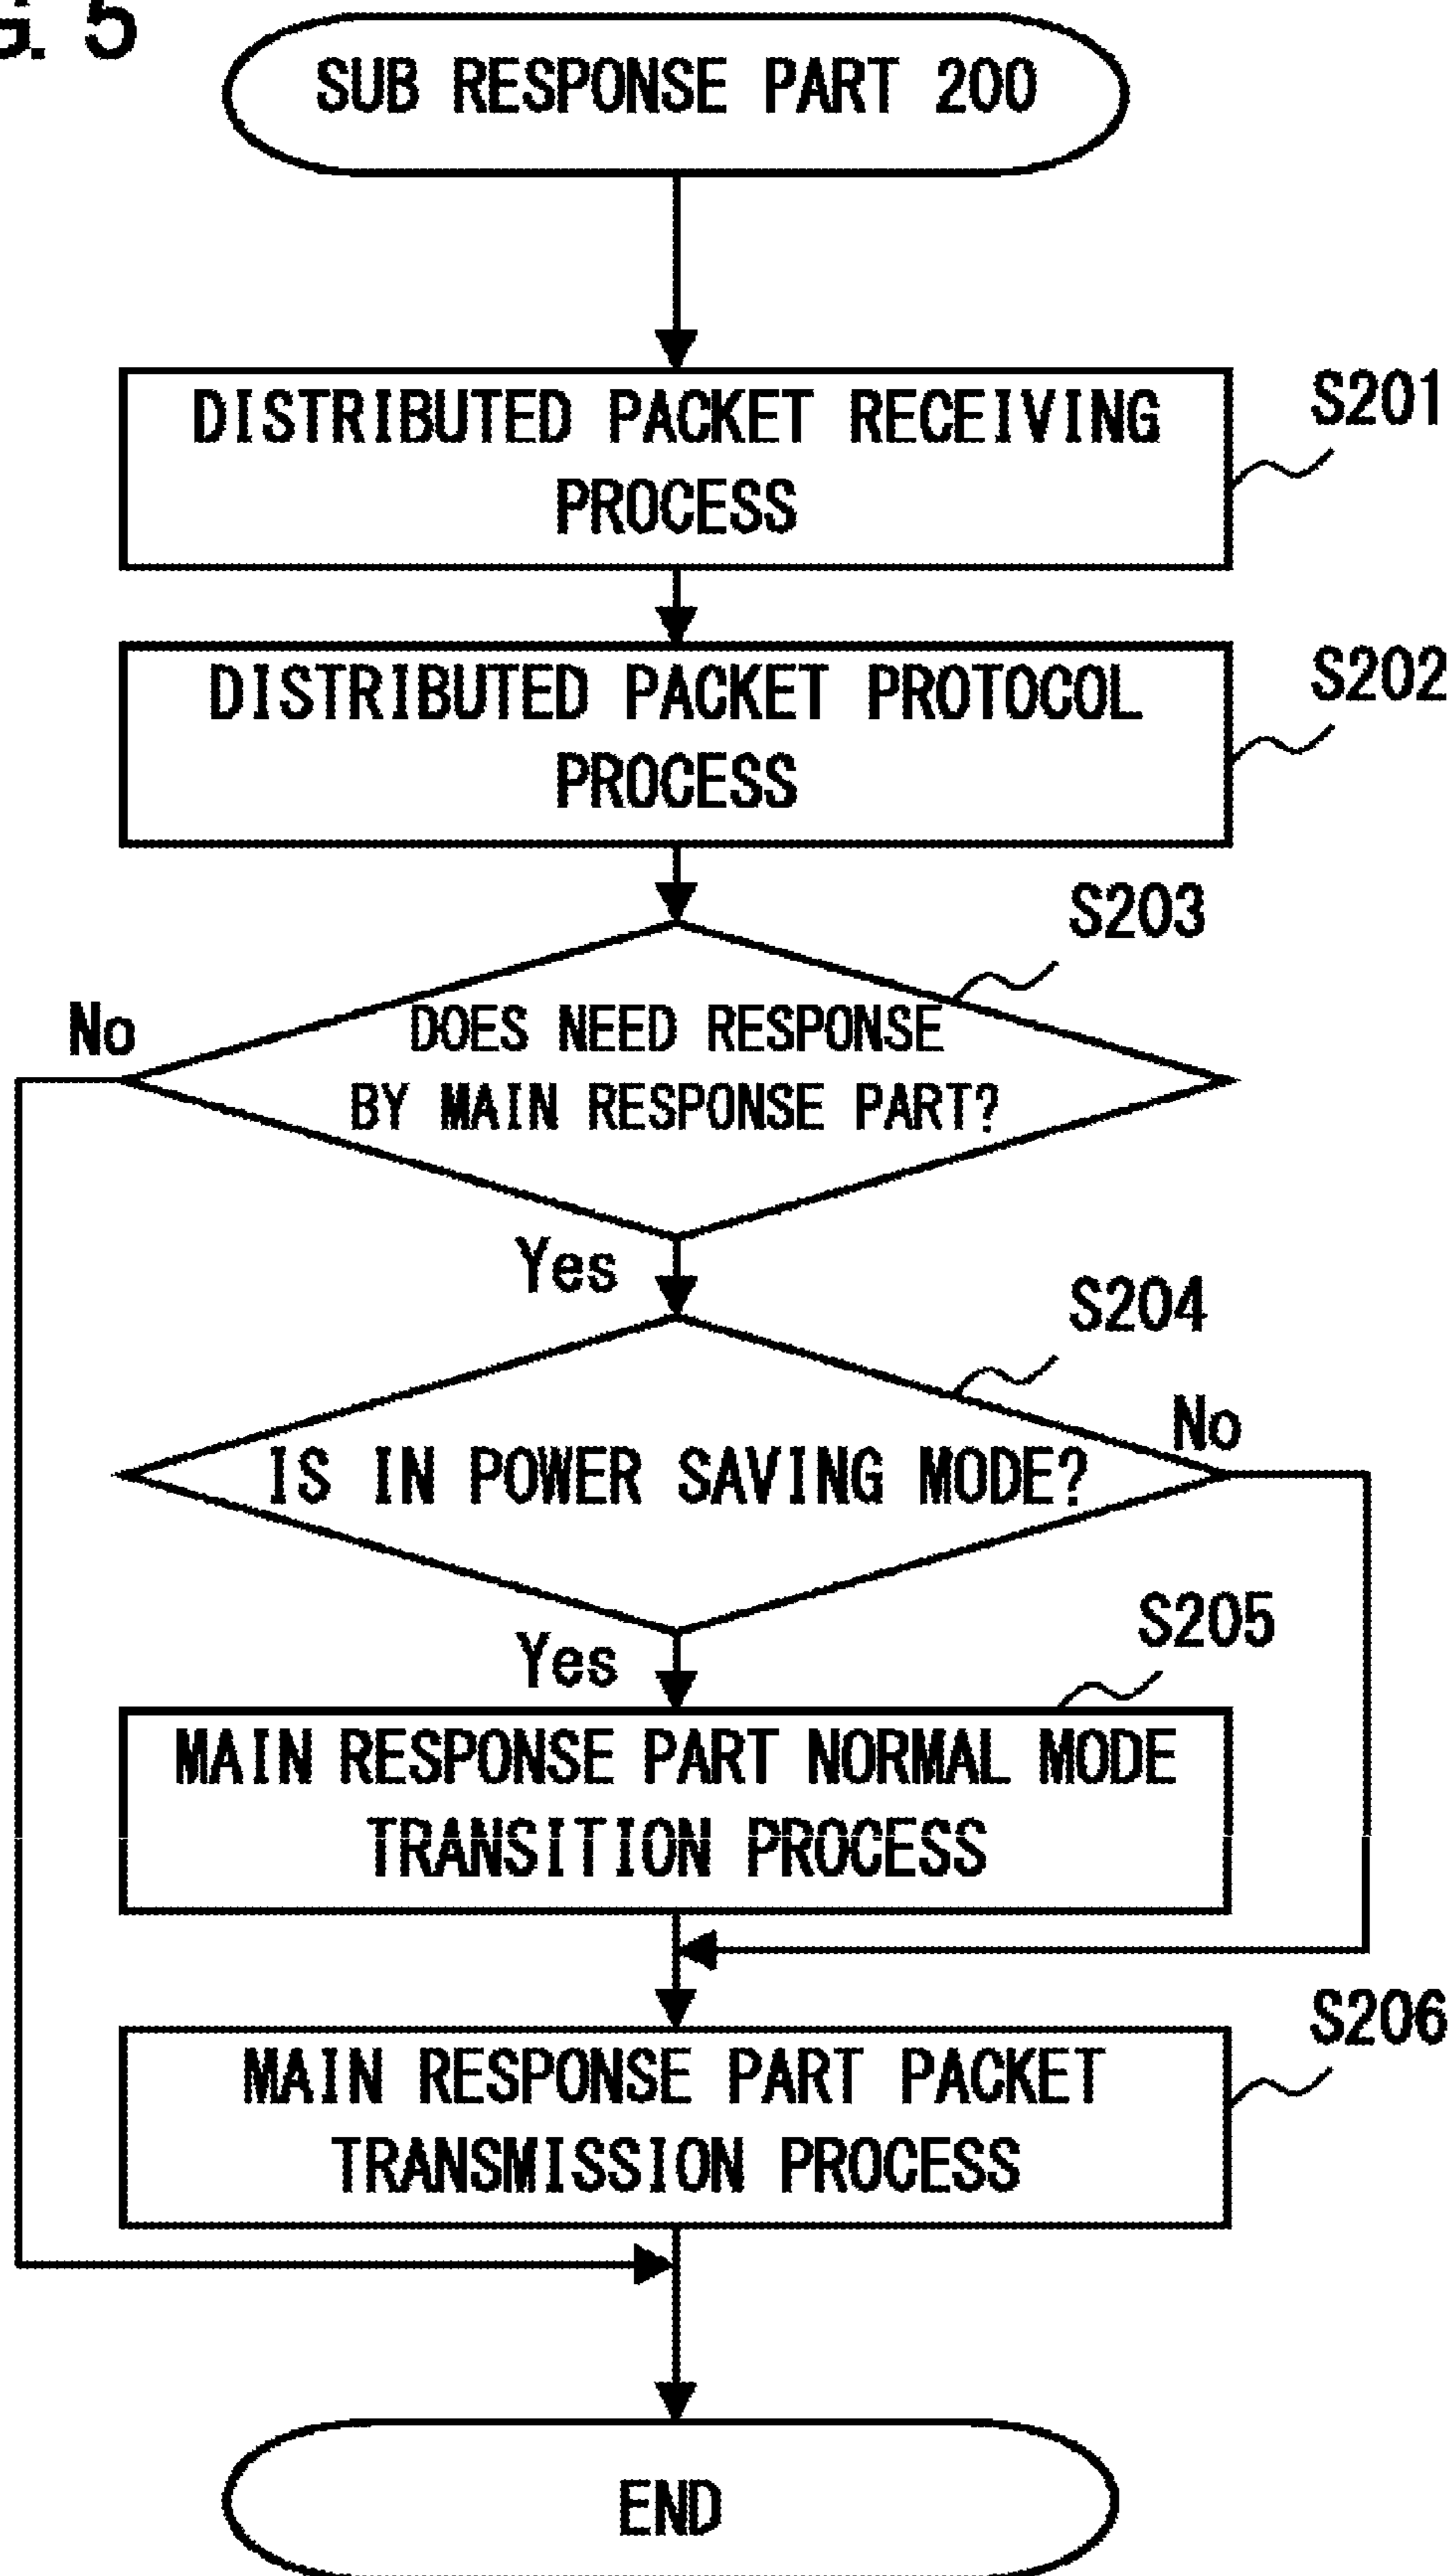 G. 5
SUB RESPONSE PART 200
DISTRIBUTED PACKET RECEIVING
PROCESS
S201
DISTRIBUTED PACKET PROTOCOL
PROCESS
S202
S203
No
DOES NEED RESPONSE
BY MAIN RESPONSE PART?
Yes
S204
No
IS IN POWER SAVING MODE?
Yes
S205
MAIN RESPONSE PART NORMAL MODE
TRANSITION PROCESS
S206
MAIN RESPONSE PART PACKET
TRANSMISSION PROCESS
END